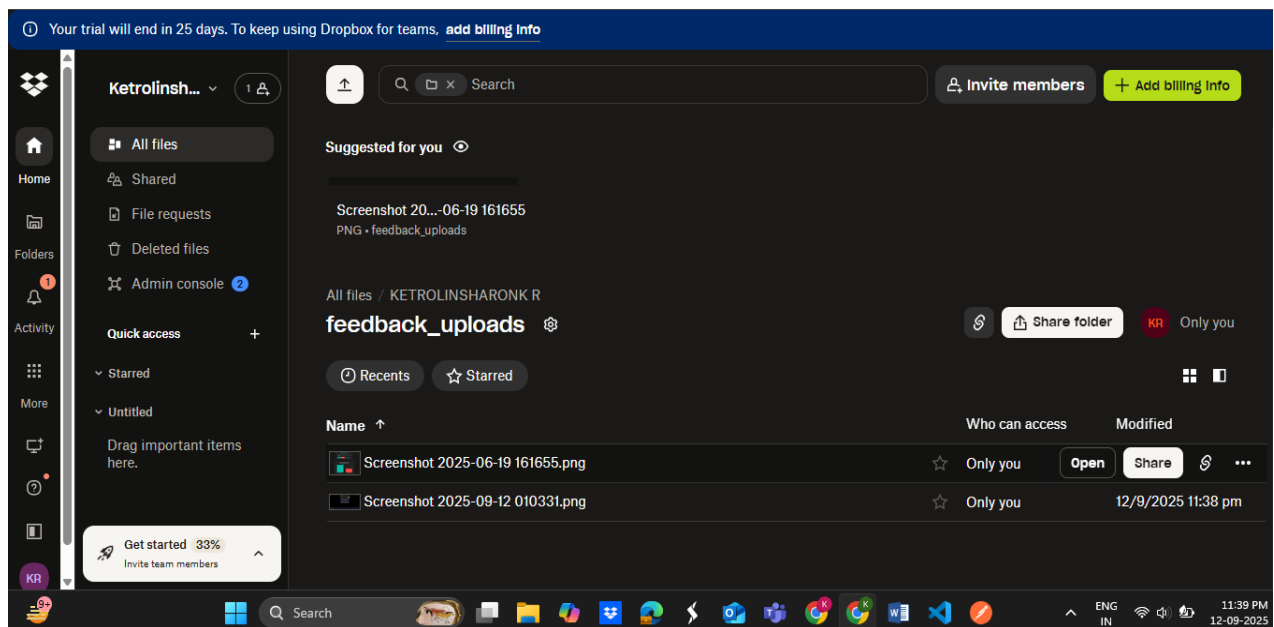 Your trial will end in 25 days. To keep using Dropbox for teams, add billing info
Ketrolinsh...
1
Search
Invite members
Add billing info
Home
Folders
1
Activity
More
KR
All files
Shared
File requests
Deleted files
Admin console 2
Quick access
Starred
Untitled
Drag important items
here.
Get started 33%
Invite team members
Suggested for you
Screenshot 20...-06-19 161655
PNG • feedback_uploads
All files / KETROLINSHARONK R
feedback_uploads
Share folder
KR
Only you
Recents
Starred
Name
Who can access
Modified
Screenshot 2025-06-19 161655.png
Only you
Open
Share
Screenshot 2025-09-12 010331.png
Only you
12/9/2025 11:38 pm
9+
Search
K
K
ENG
IN
11:39 PM
12-09-2025